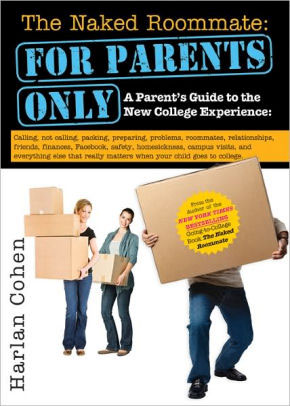 The Naked Roommate:
FOR PARENTS
ONLY
A Parent's Guide to the
New College Experience:
Calling, not calling, packing, preparing, problems, roommates, relationships,
friends, finances, Facebook, safety, homesickness, campus visits, and
everything else that really matters when your child goes to college.
From the
Author of the
NEW YORK TIMES
BESTSELLING
Going-to-College
Book The Naked
Roommate
Harlan Cohen